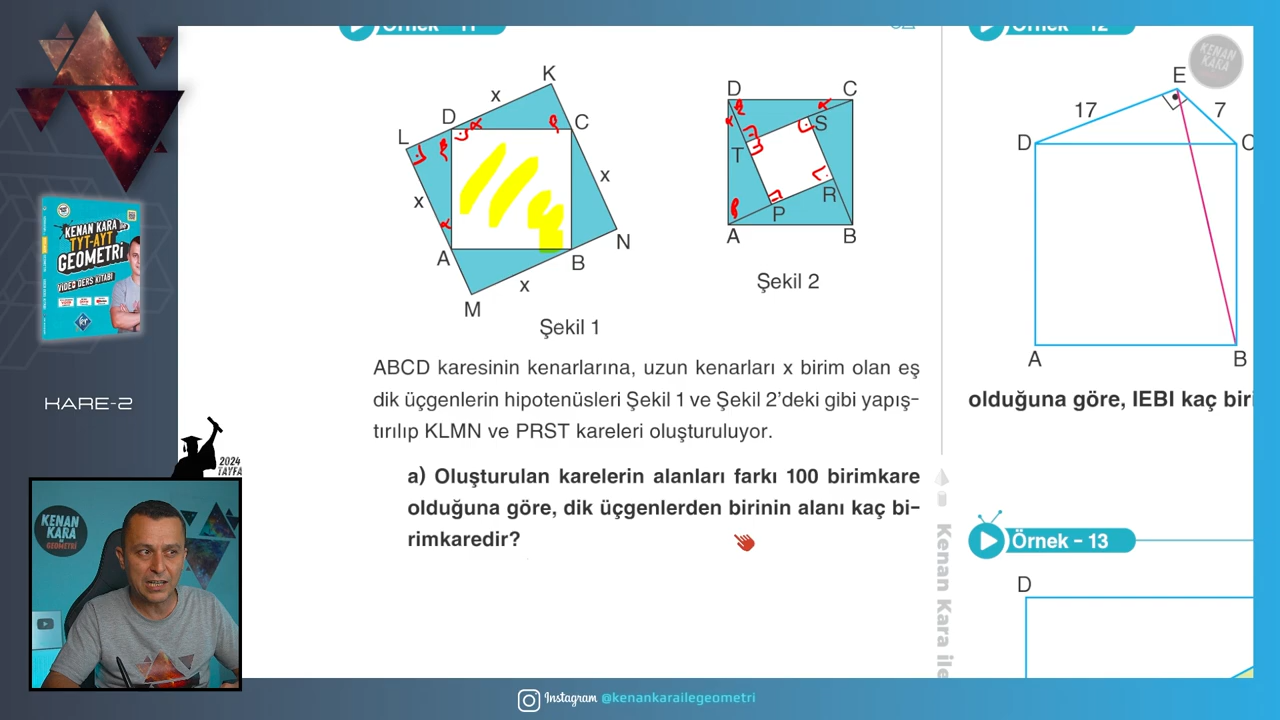 Örnek - 11
Örnek - 12
KENAN
KARA
K
x
D
C
L
x
x
A
B
N
x
M
Şekil 1
D
C
S
T
R
P
A
B
Şekil 2
E
17
7
D
C
A
B
ABCD karesinin kenarlarına, uzun kenarları x birim olan eş
dik üçgenlerin hipotenüsleri Şekil 1 ve Şekil 2'deki gibi yapış-
tırılıp KLMN ve PRST kareleri oluşturuluyor.
a) Oluşturulan karelerin alanları farkı 100 birimkare
olduğuna göre, dik üçgenlerden birinin alanı kaç bi-
rimkaredir?
olduğuna göre, IEBI kaç biri
Örnek - 13
D
Kenan Kara ile
KENAN KARA
TYT-AYT
GEOMETRİ
VİDEO DERS KİTABI
KARE-2
2024
TAYFA
KENAN
KARA
GEOMETRİ
Instagram @kenankarailegeometri